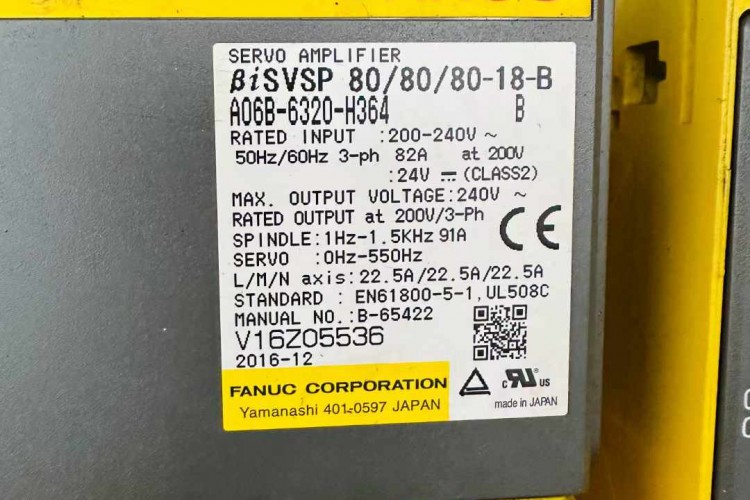 SERVO AMPLIFIER
βiSVSP 80/80/80-18-B
A06B-6320-H364 B
RATED INPUT :200-240V ~
50Hz/60Hz 3-ph 82A at 200V
:24V ⎓ (CLASS2)
MAX. OUTPUT VOLTAGE:240V ~
RATED OUTPUT at 200V/3-Ph
SPINDLE:1Hz-1.5KHz 91A
SERVO :0Hz-550Hz
L/M/N axis:22.5A/22.5A/22.5A
STANDARD : EN61800-5-1,UL508C
MANUAL NO.:B-65422
V16Z05536
2016-12
CE
FANUC CORPORATION
Yamanashi 401-0597 JAPAN
c RU US
made in JAPAN